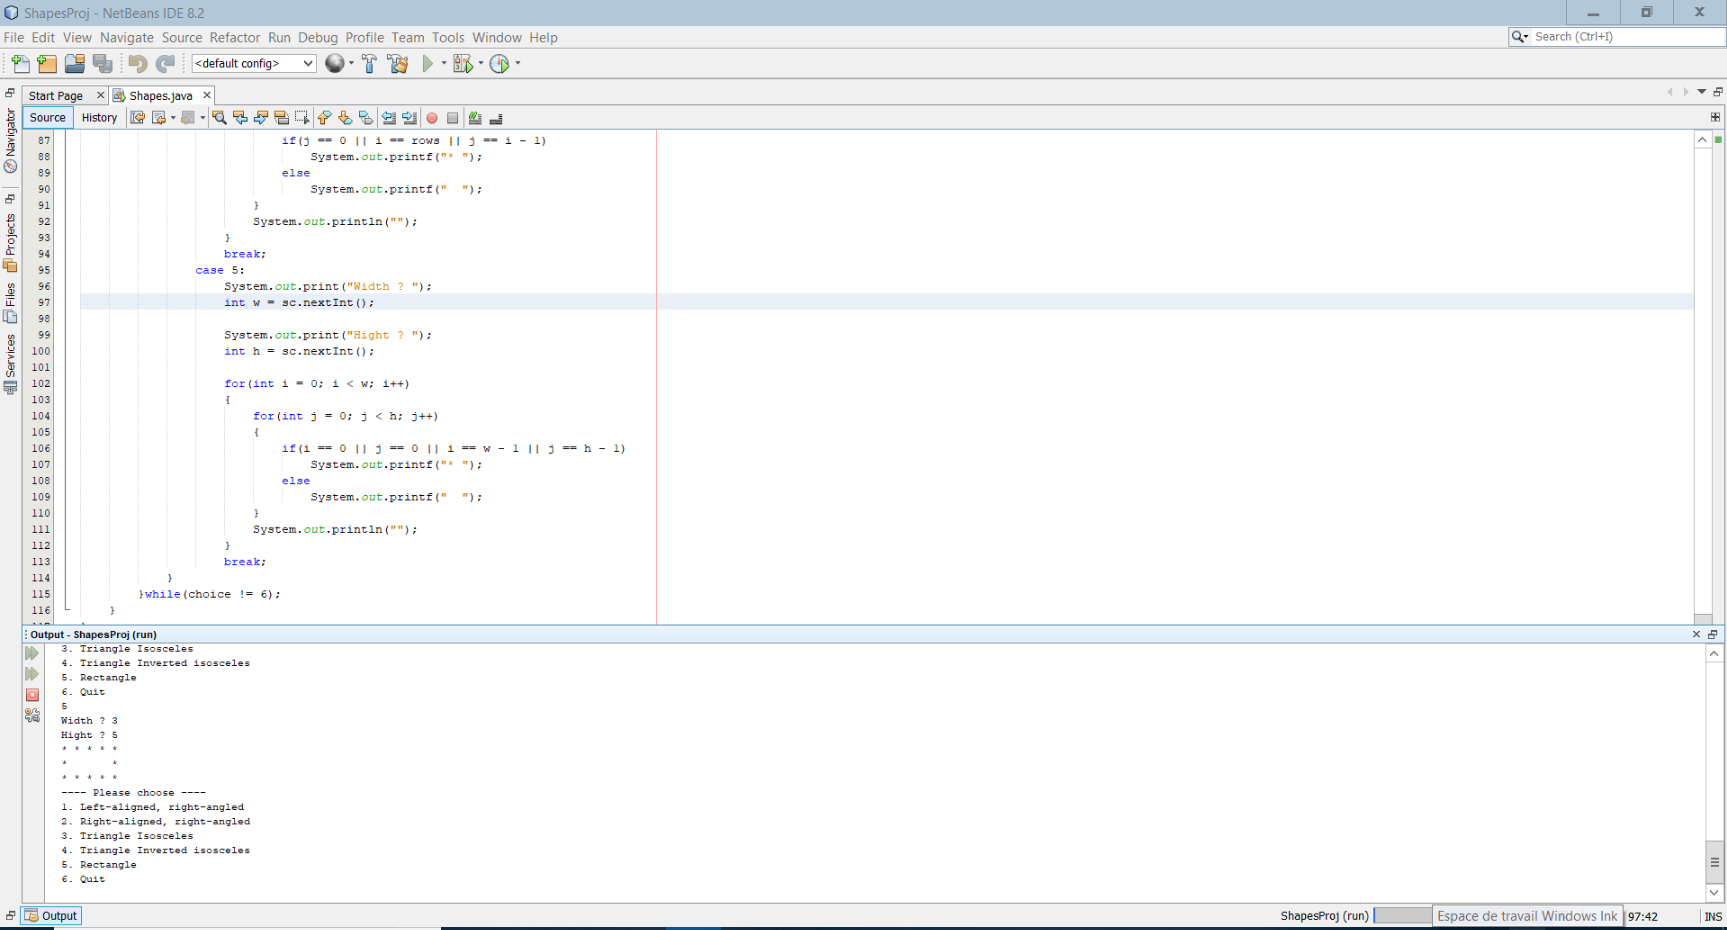 ShapesProj - NetBeans IDE 8.2
File Edit View Navigate Source Refactor Run Debug Profile Team Tools Window Help
Search (Ctrl+I)
<default config>
Start Page
Shapes.java
Source History
Navigator
Projects
Files
Services
87 if(j == 0 || i == rows || j == i - 1)
88 System.out.printf("* ");
89 else
90 System.out.printf("  ");
91 }
92 System.out.println("");
93 }
94 break;
95 case 5:
96 System.out.print("Width ? ");
97 int w = sc.nextInt();
98
99 System.out.print("Hight ? ");
100 int h = sc.nextInt();
101
102 for(int i = 0; i < w; i++)
103 {
104 for(int j = 0; j < h; j++)
105 {
106 if(i == 0 || j == 0 || i == w - 1 || j == h - 1)
107 System.out.printf("* ");
108 else
109 System.out.printf("  ");
110 }
111 System.out.println("");
112 }
113 break;
114 }
115 }while(choice != 6);
116 }
Output - ShapesProj (run)
3. Triangle Isosceles
4. Triangle Inverted isosceles
5. Rectangle
6. Quit
5
Width ? 3
Hight ? 5
* * * * *
*       *
* * * * *
---- Please choose ----
1. Left-aligned, right-angled
2. Right-aligned, right-angled
3. Triangle Isosceles
4. Triangle Inverted isosceles
5. Rectangle
6. Quit
Output
ShapesProj (run)
Espace de travail Windows Ink
97:42
INS